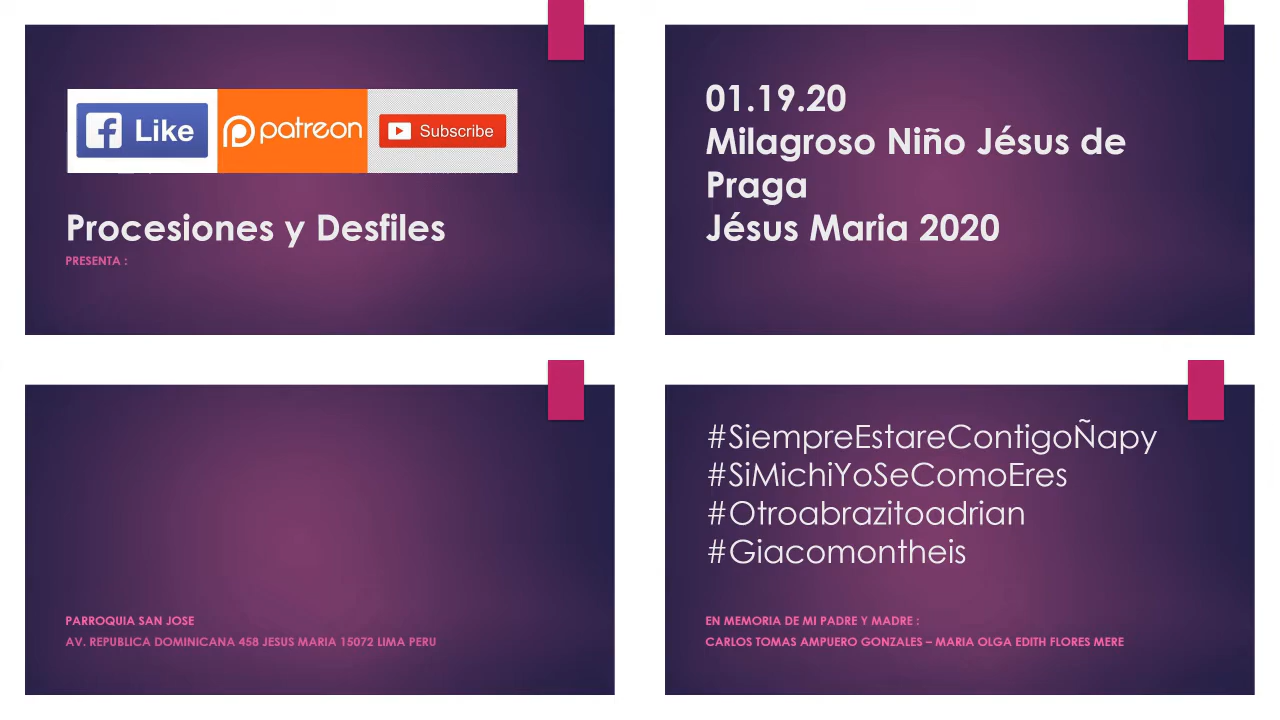 Like
patreon
Subscribe
Procesiones y Desfiles
PRESENTA :
01.19.20
Milagroso Niño Jésus de
Praga
Jésus Maria 2020
PARROQUIA SAN JOSE
AV. REPUBLICA DOMINICANA 458 JESUS MARIA 15072 LIMA PERU
#SiempreEstareContigoÑapy
#SiMichiYoSeComoEres
#Otroabrazitoadrian
#Giacomontheis
EN MEMORIA DE MI PADRE Y MADRE :
CARLOS TOMAS AMPUERO GONZALES – MARIA OLGA EDITH FLORES MERE